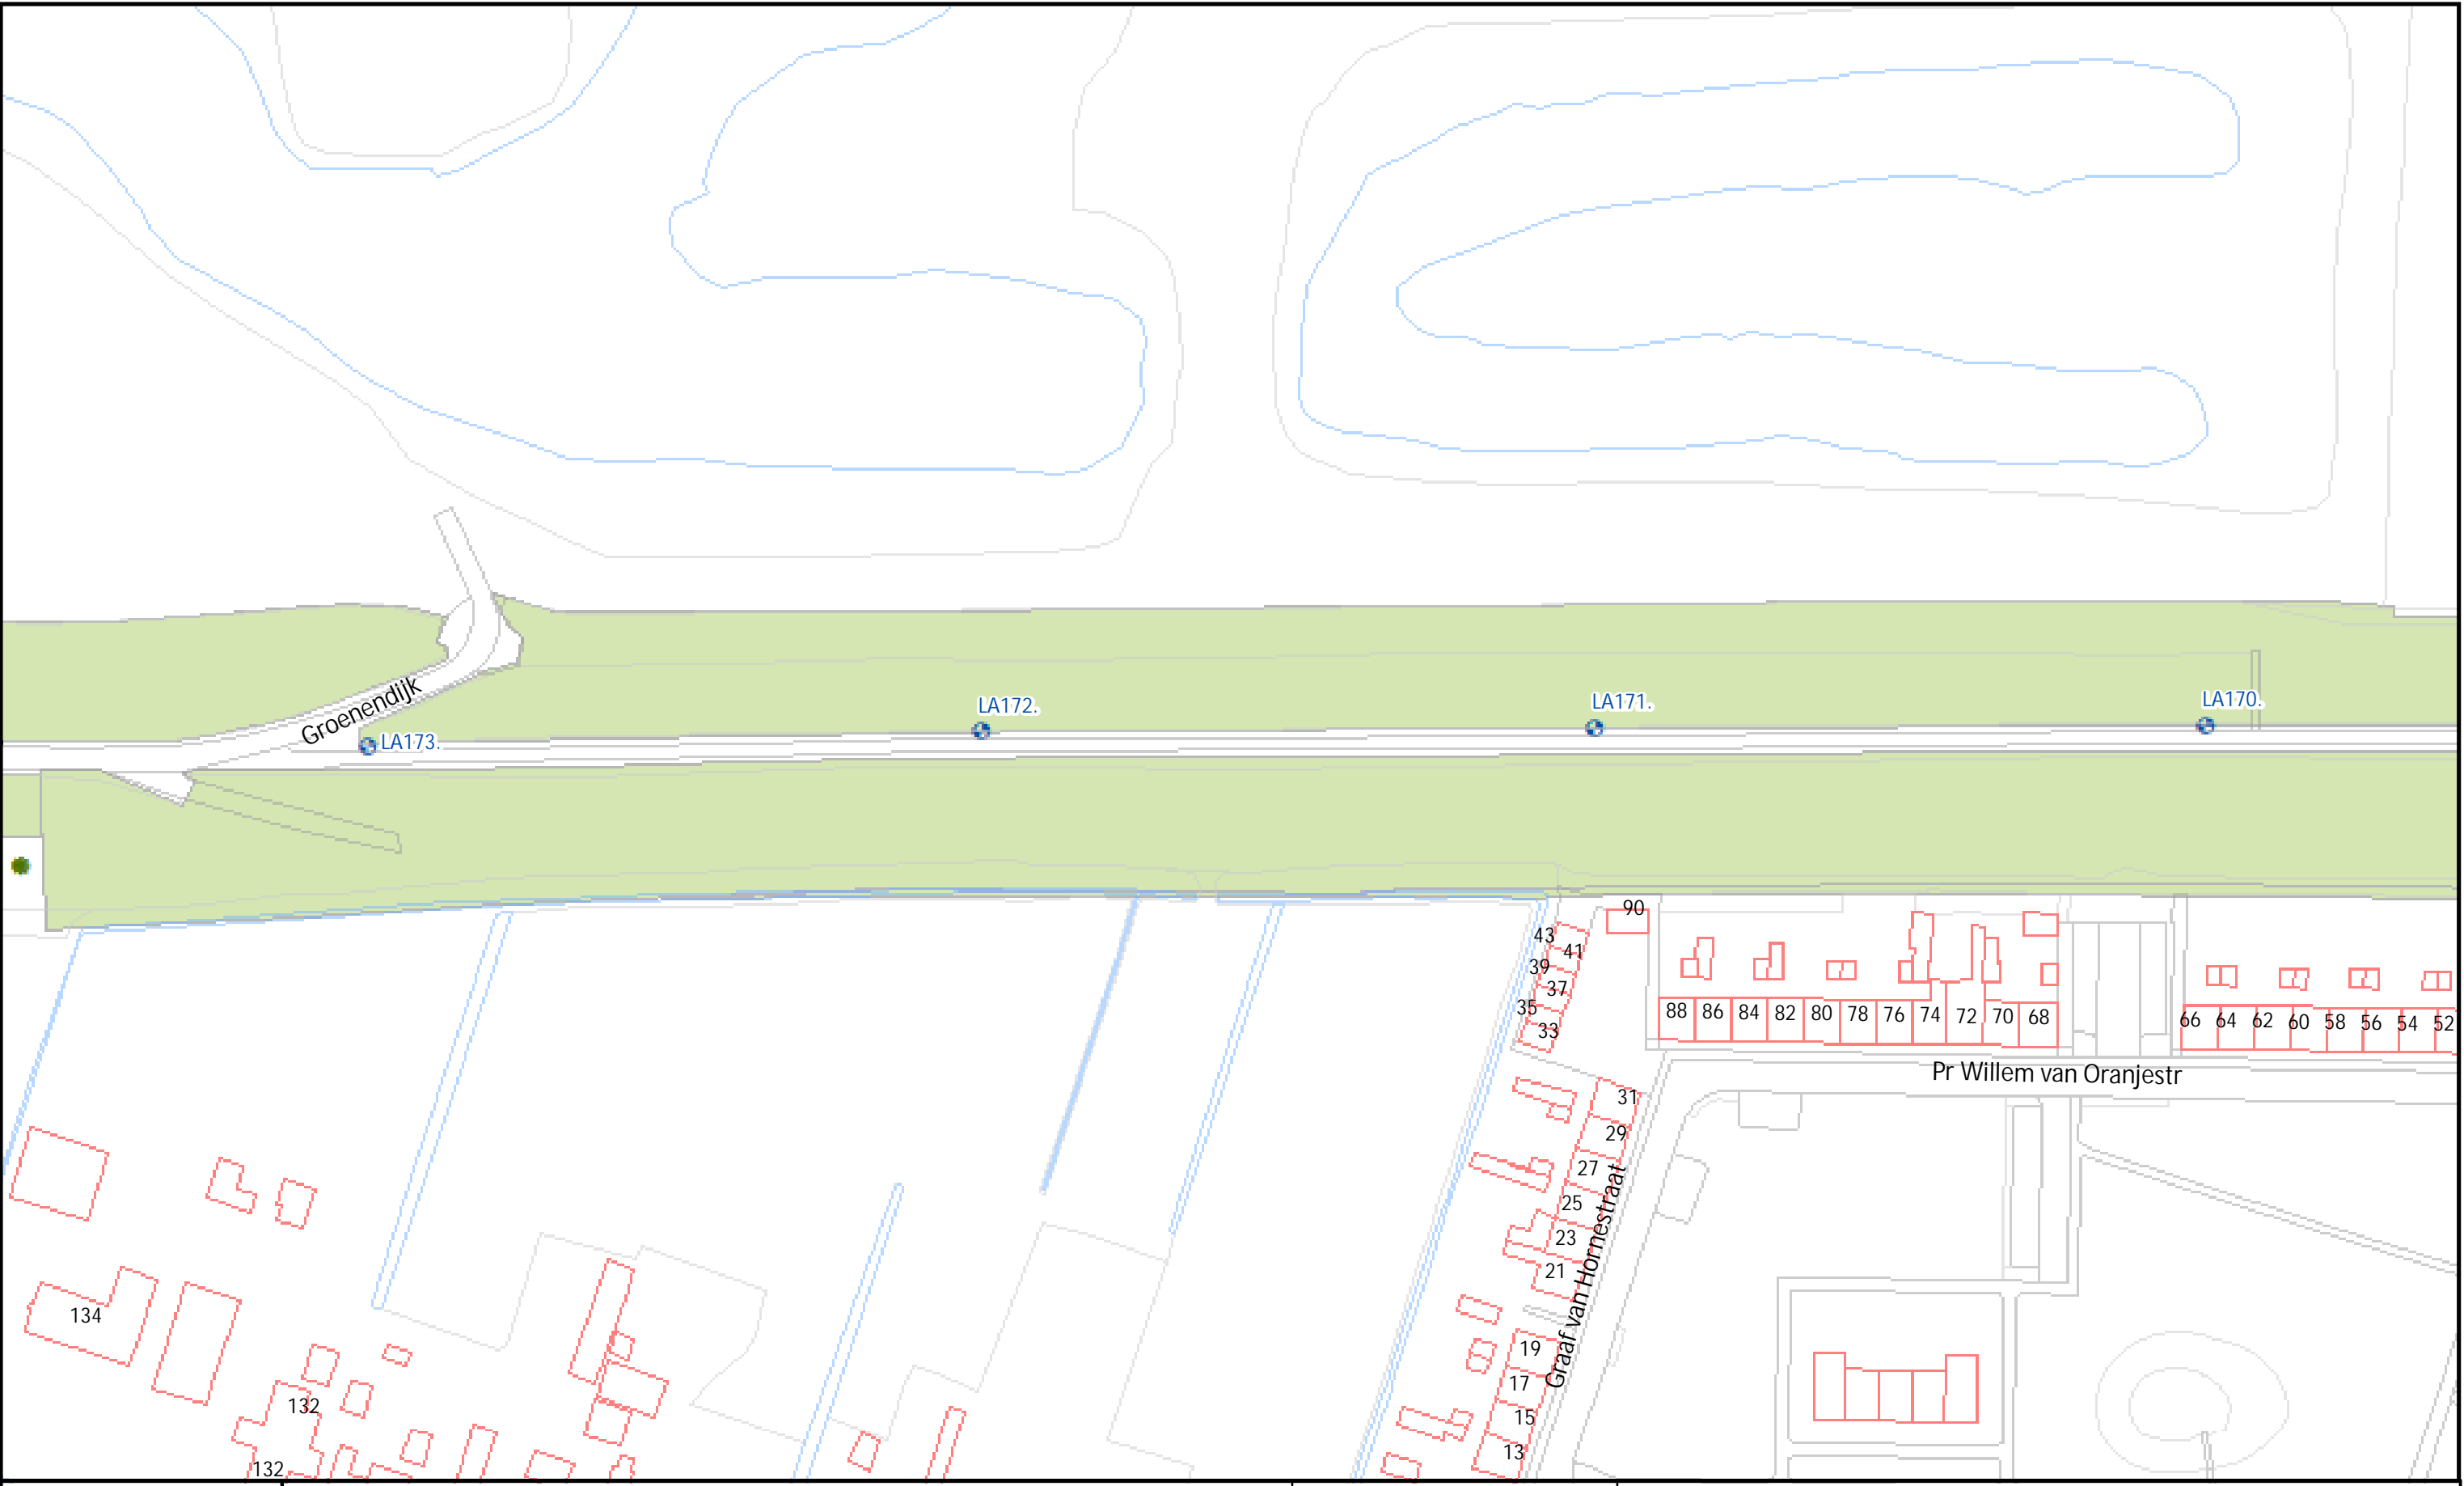 LA172.
LA171.
LA170.
Groenendijk
LA173.
90
43
41
39
37
35
33
88 86 84 82 80 78 76 74 72 70 68
66 64 62 60 58 56 54 52
Pr Willem van Oranjestr
31
29
27
25
23
21
Graaf van Hornestraat
19
17
15
13
134
132
132